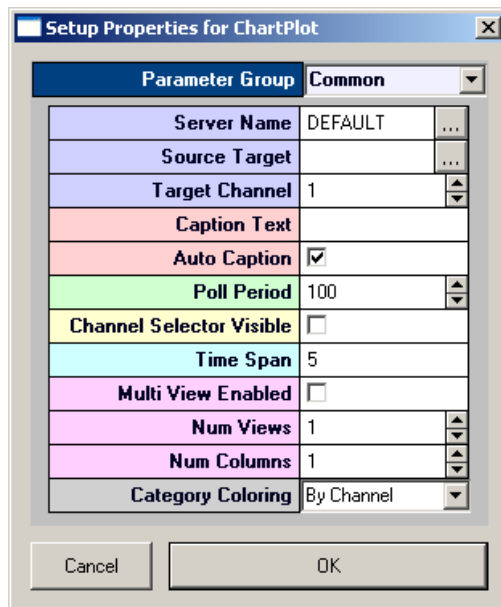 Setup Properties for ChartPlot
Parameter Group Common
Server Name DEFAULT ...
Source Target ...
Target Channel 1
Caption Text
Auto Caption
Poll Period 100
Channel Selector Visible
Time Span 5
Multi View Enabled
Num Views 1
Num Columns 1
Category Coloring By Channel
Cancel OK